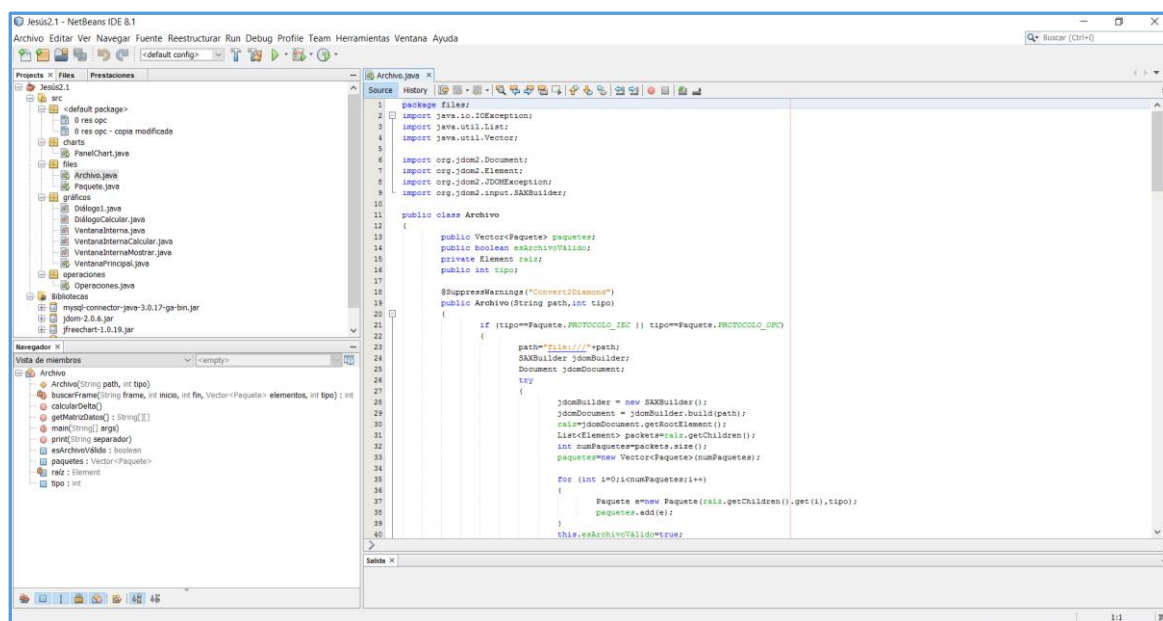 Jesús2.1 - NetBeans IDE 8.1
Archivo Editar Ver Navegar Fuente Reestructurar Run Debug Profile Team Herramientas Ventana Ayuda
Buscar (Ctrl+I)
<default config>
Projects Files Prestaciones
Jesús2.1
src
<default package>
0 res opc
0 res opc - copia modificada
charts
PanelChart.java
files
Archivo.java
Paquete.java
gráficos
Diálogo1.java
DiálogoCalcular.java
VentanaInterna.java
VentanaInternaCalcular.java
VentanaInternaMostrar.java
VentanaPrincipal.java
operaciones
Operaciones.java
Bibliotecas
mysql-connector-java-3.0.17-ga-bin.jar
jdom-2.0.6.jar
jfreechart-1.0.19.jar
Navegador
Vista de miembros <empty>
Archivo
Archivo(String path, int tipo)
buscarFrame(String frame, int inicio, int fin, Vector<Paquete> elementos, int tipo) : int
calcularDelta()
getMatrizDatos() : String[][]
main(String[] args)
print(String separador)
esArchivoVálido : boolean
paquetes : Vector<Paquete>
raíz : Element
tipo : int
Archivo.java
Source History
1 package files;
2 import java.io.IOException;
3 import java.util.List;
4 import java.util.Vector;
5
6 import org.jdom2.Document;
7 import org.jdom2.Element;
8 import org.jdom2.JDOMException;
9 import org.jdom2.input.SAXBuilder;
10
11 public class Archivo
12 {
13 public Vector<Paquete> paquetes;
14 public boolean esArchivoVálido;
15 private Element raíz;
16 public int tipo;
17
18 @SuppressWarnings("Convert2Diamond")
19 public Archivo(String path,int tipo)
20 {
21 if (tipo==Paquete.PROTOCOLO_IEC || tipo==Paquete.PROTOCOLO_OPC)
22 {
23 path="file:///"+path;
24 SAXBuilder jdomBuilder;
25 Document jdomDocument;
26 try
27 {
28 jdomBuilder = new SAXBuilder();
29 jdomDocument = jdomBuilder.build(path);
30 raíz=jdomDocument.getRootElement();
31 List<Element> packets=raíz.getChildren();
32 int numPaquetes=packets.size();
33 paquetes=new Vector<Paquete>(numPaquetes);
34
35 for (int i=0;i<numPaquetes;i++)
36 {
37 Paquete e=new Paquete(raíz.getChildren().get(i),tipo);
38 paquetes.add(e);
39 }
40 this.esArchivoVálido=true;
Salida
1:1